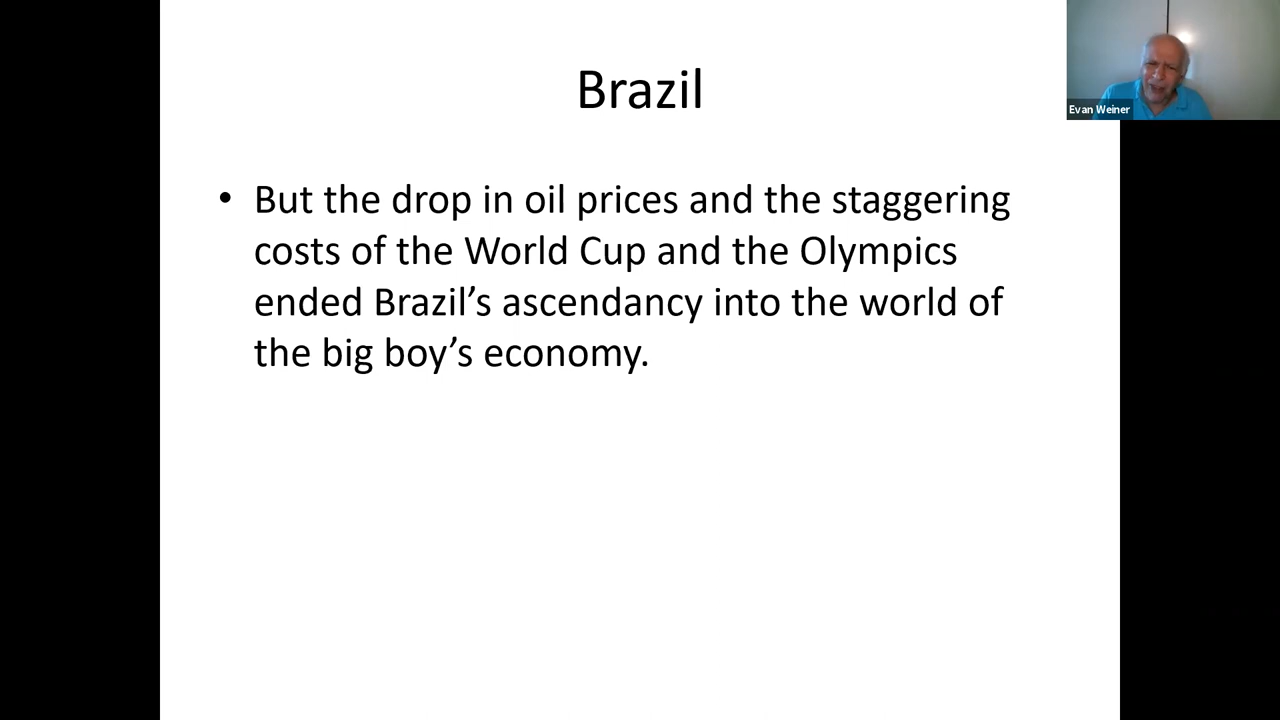 Brazil
Evan Weiner
• But the drop in oil prices and the staggering
costs of the World Cup and the Olympics
ended Brazil’s ascendancy into the world of
the big boy’s economy.